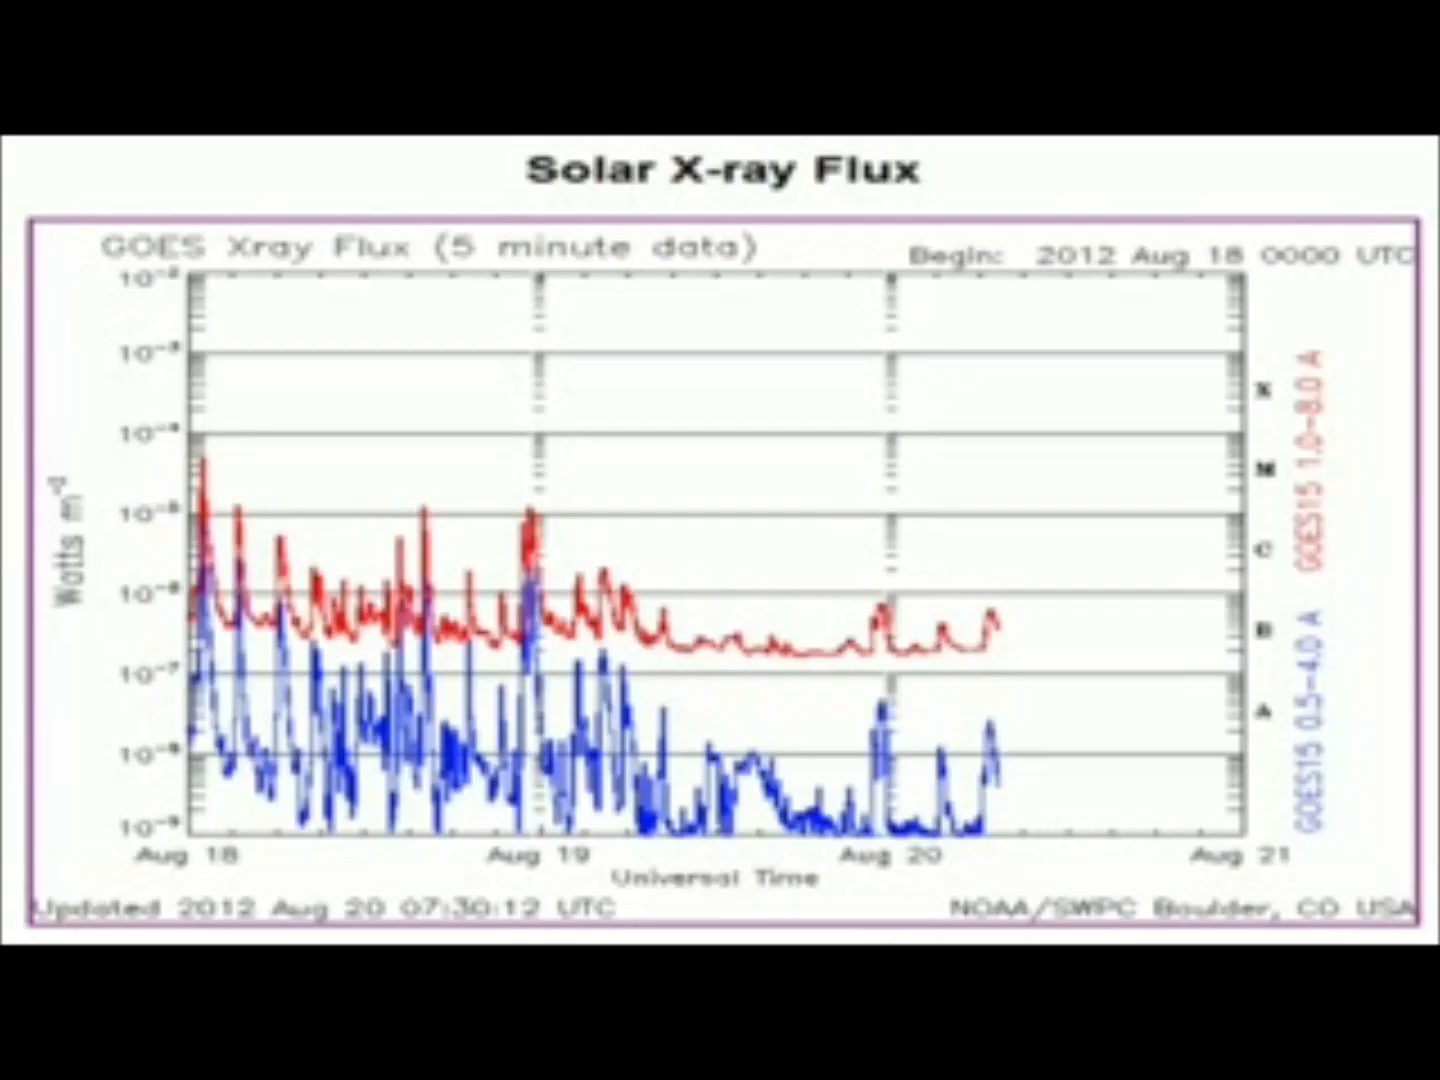 Solar X-ray Flux
GOES Xray Flux (5 minute data)
Begin: 2012 Aug 18 0000 UTC
10⁻²
10⁻³
10⁻⁴
10⁻⁵
10⁻⁶
10⁻⁷
10⁻⁸
10⁻⁹
Watts m⁻²
X
M
C
B
A
GOES15 1.0-8.0 A
GOES15 0.5-4.0 A
Aug 18
Aug 19
Aug 20
Aug 21
Universal Time
Updated 2012 Aug 20 07:30:12 UTC
NOAA/SWPC Boulder, CO USA